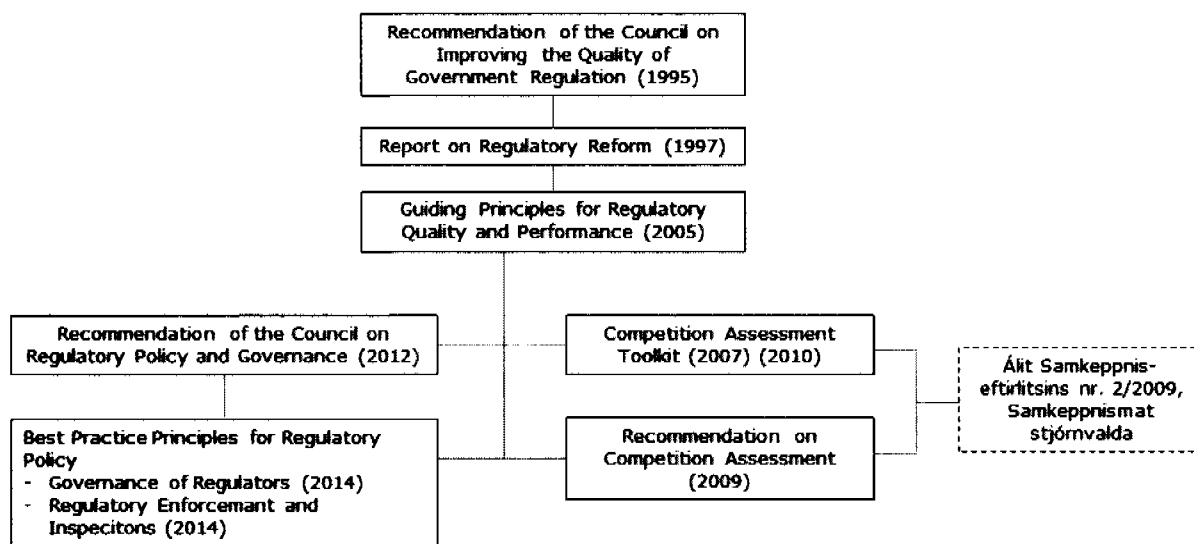 Recommendation of the Council on
Improving the Quality of
Government Regulation (1995)
Report on Regulatory Reform (1997)
Guiding Principles for Regulatory
Quality and Performance (2005)
Recommendation of the Council on
Regulatory Policy and Governance (2012)
Competition Assessment
Toolkit (2007) (2010)
Álit Samkeppnis-
eftirlitsins nr. 2/2009,
Samkeppnismat
stjórnvalda
Best Practice Principles for Regulatory
Policy
- Governance of Regulators (2014)
- Regulatory Enforcemant and
Inspecitons (2014)
Recommendation on
Competition Assessment
(2009)